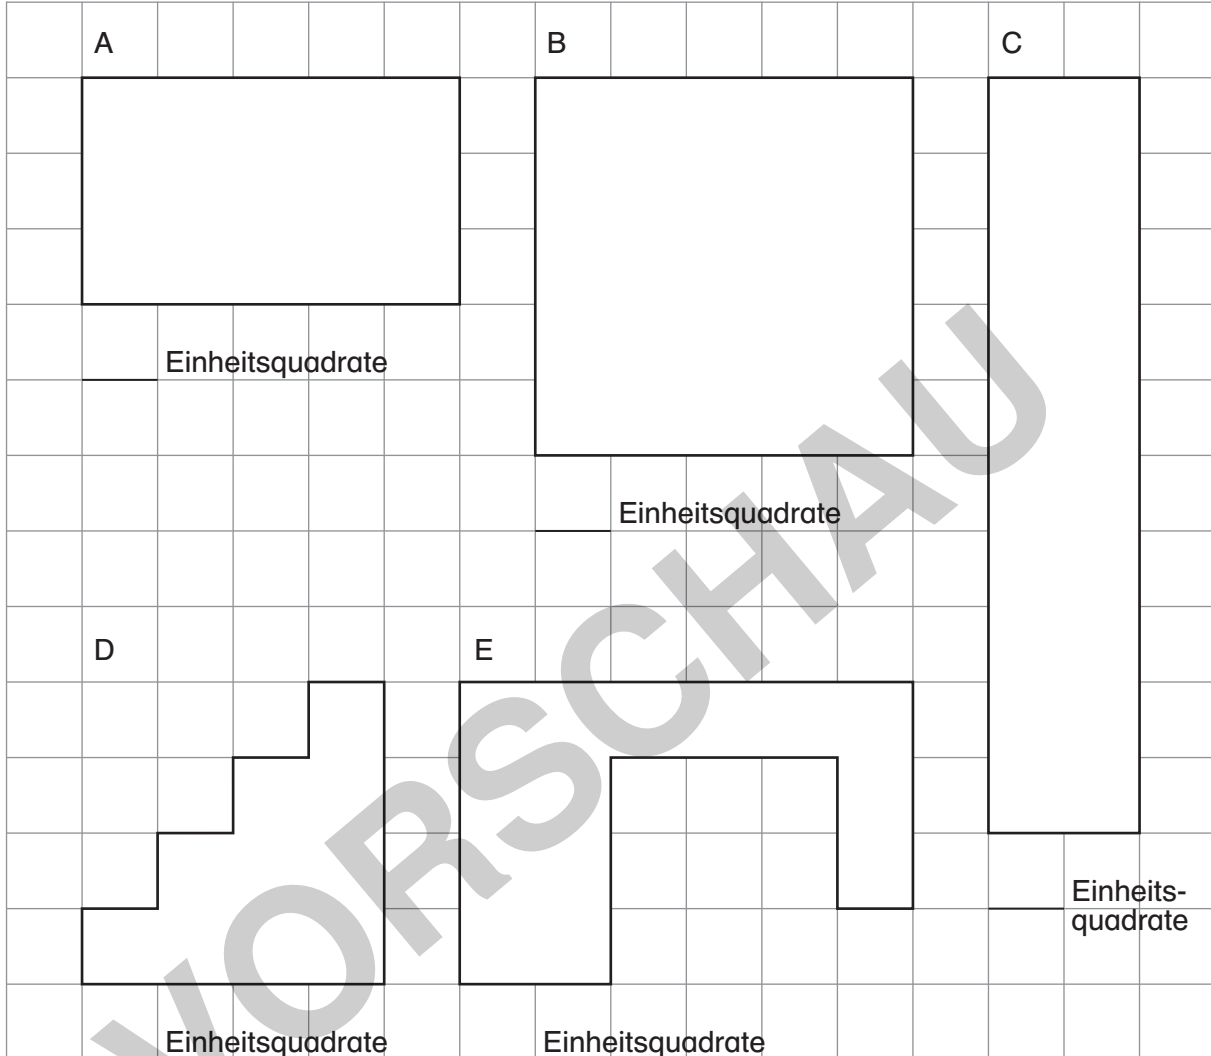 A
B
C
Einheitsquadrate
Einheitsquadrate
D
E
Einheits-
quadrate
Einheitsquadrate
Einheitsquadrate
VORSCHAU